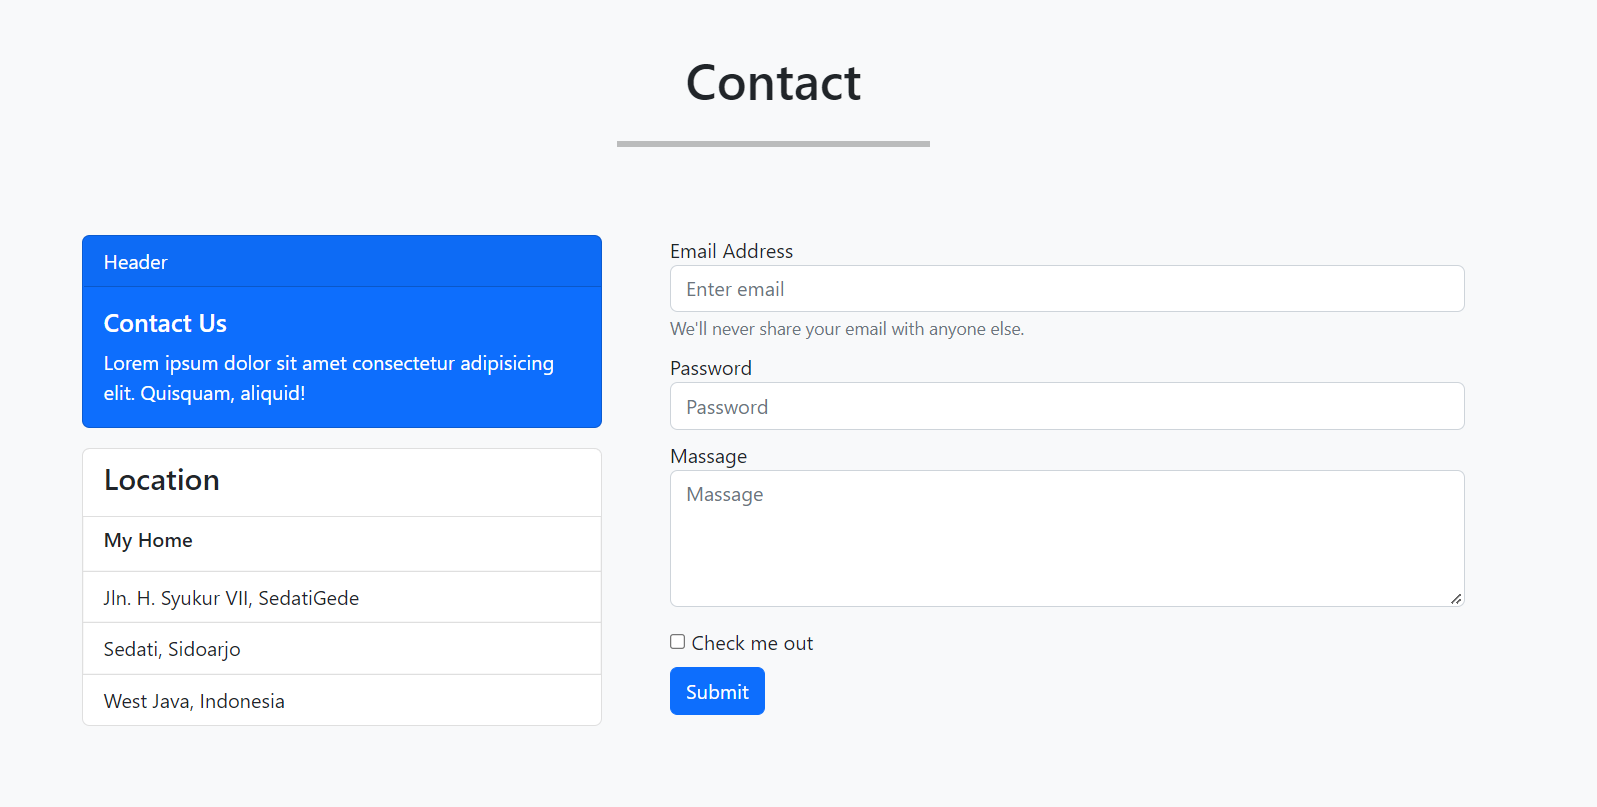 Contact
Header
Contact Us
Lorem ipsum dolor sit amet consectetur adipisicing
elit. Quisquam, aliquid!
Location
My Home
Jln. H. Syukur VII, SedatiGede
Sedati, Sidoarjo
West Java, Indonesia
Email Address
Enter email
We'll never share your email with anyone else.
Password
Password
Massage
Massage
Check me out
Submit